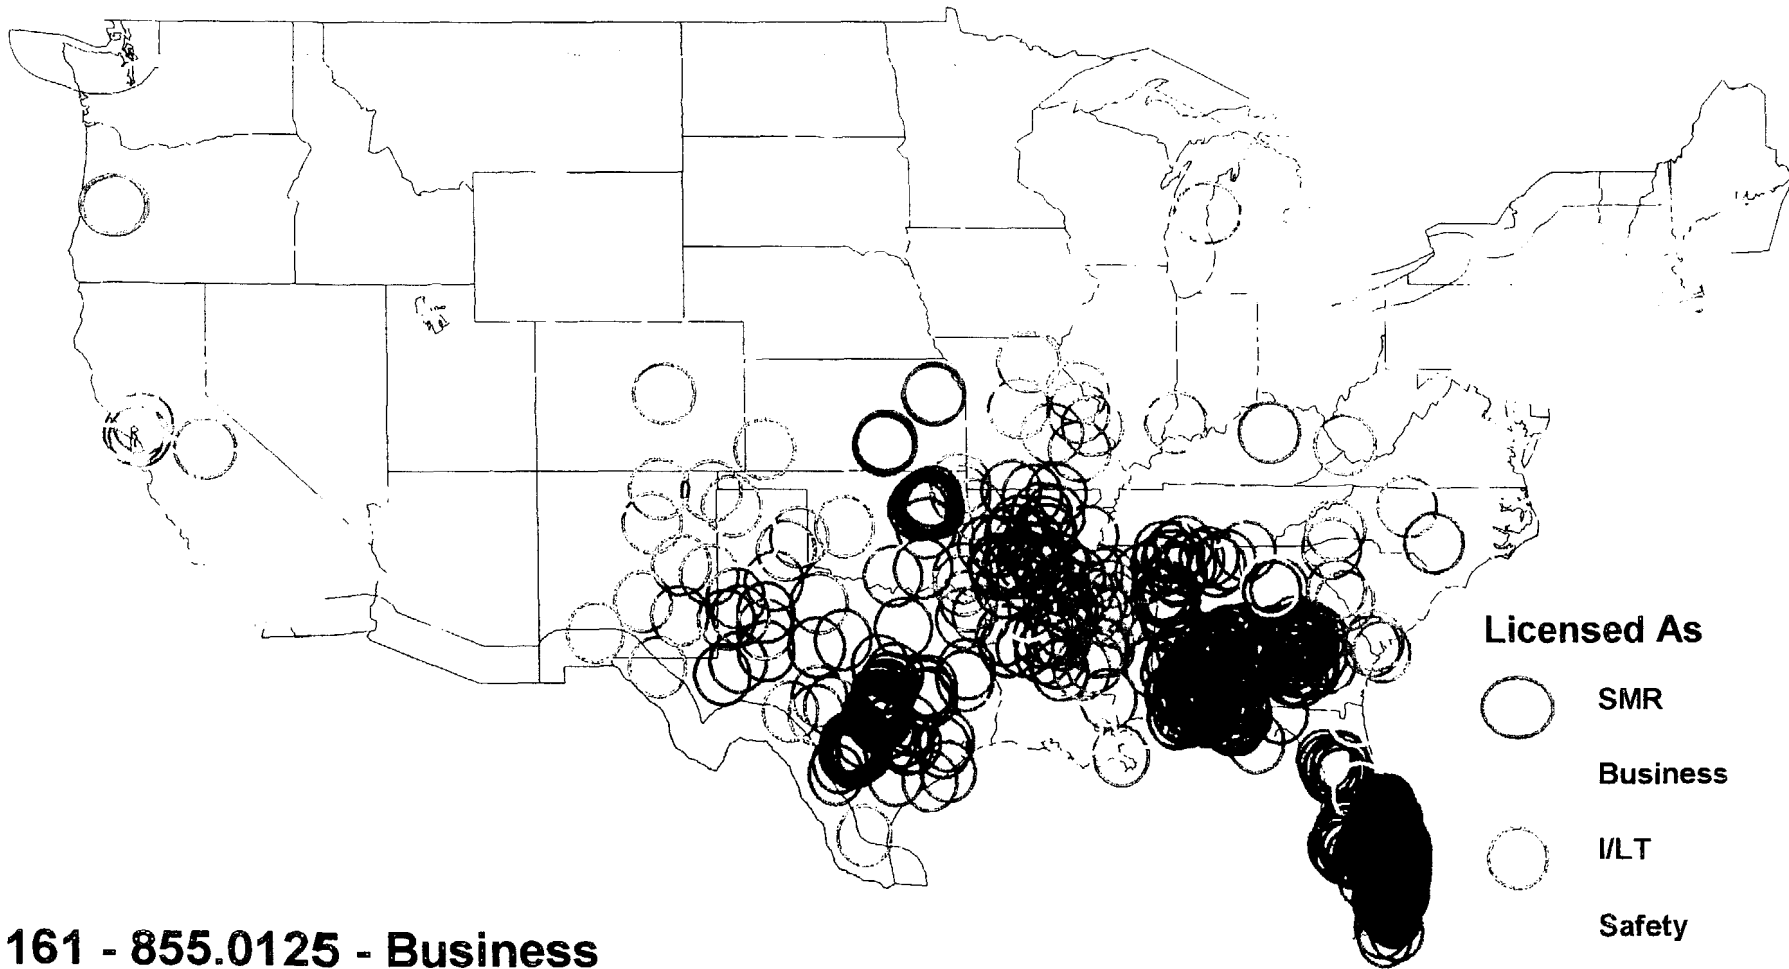 Licensed As
SMR
Business
I/LT
Safety
161 - 855.0125 - Business